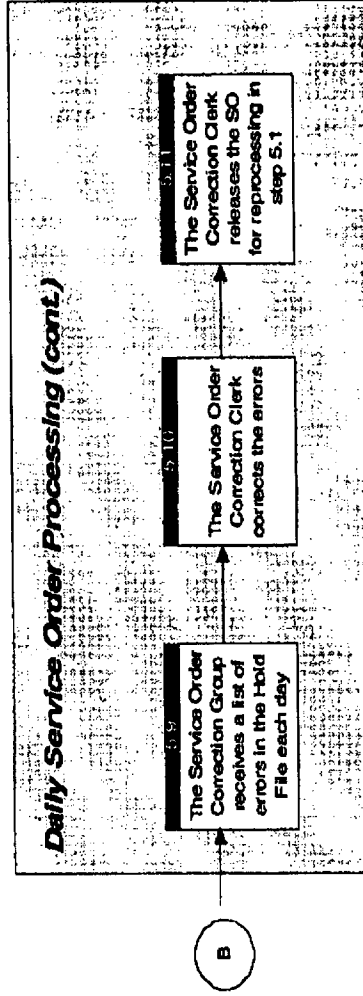 Daily Service Order Processing (cont.)
B
5.9
The Service Order
Correction Group
receives a list of
errors in the Hold
File each day
5.10
The Service Order
Correction Clerk
corrects the errors
5.11
The Service Order
Correction Clerk
releases the SO
for reprocessing in
step 5.1